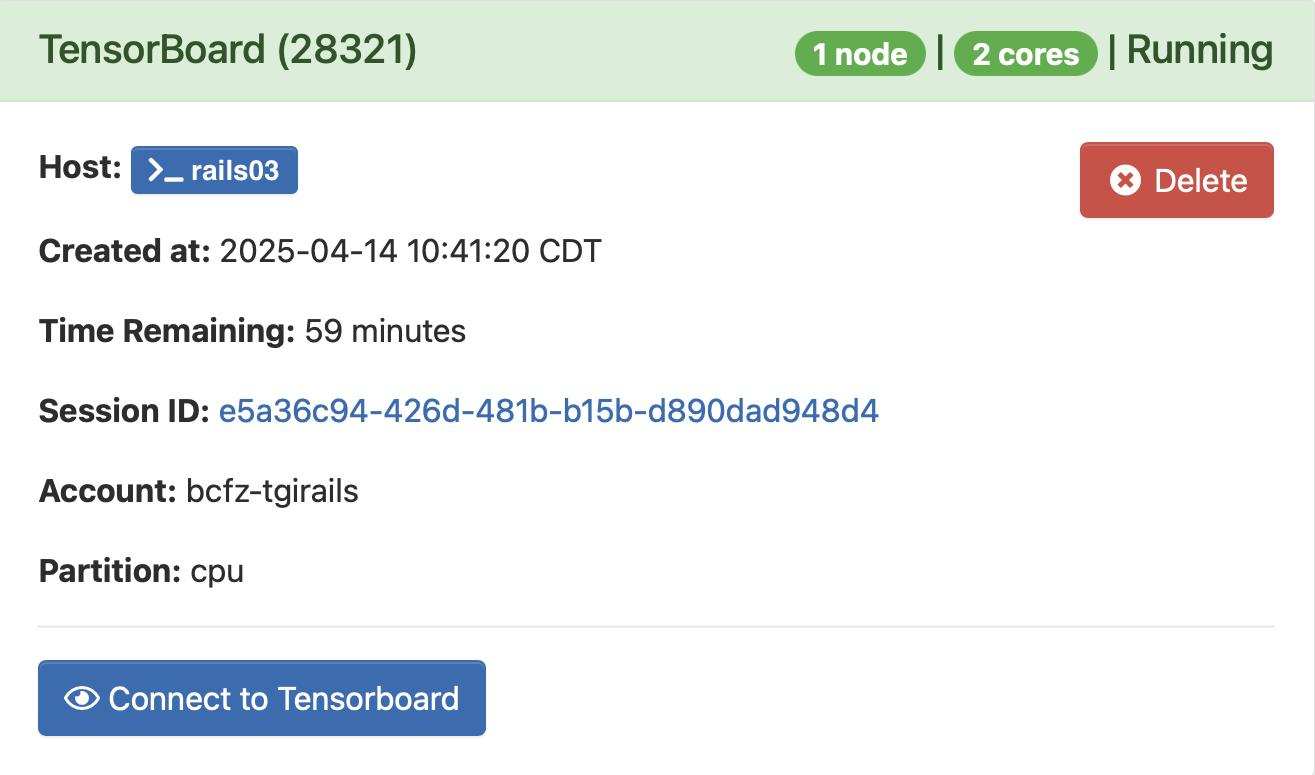 TensorBoard (28321) 1 node | 2 cores | Running
Host: >_ rails03 Delete
Created at: 2025-04-14 10:41:20 CDT
Time Remaining: 59 minutes
Session ID: e5a36c94-426d-481b-b15b-d890dad948d4
Account: bcfz-tgirails
Partition: cpu
Connect to Tensorboard